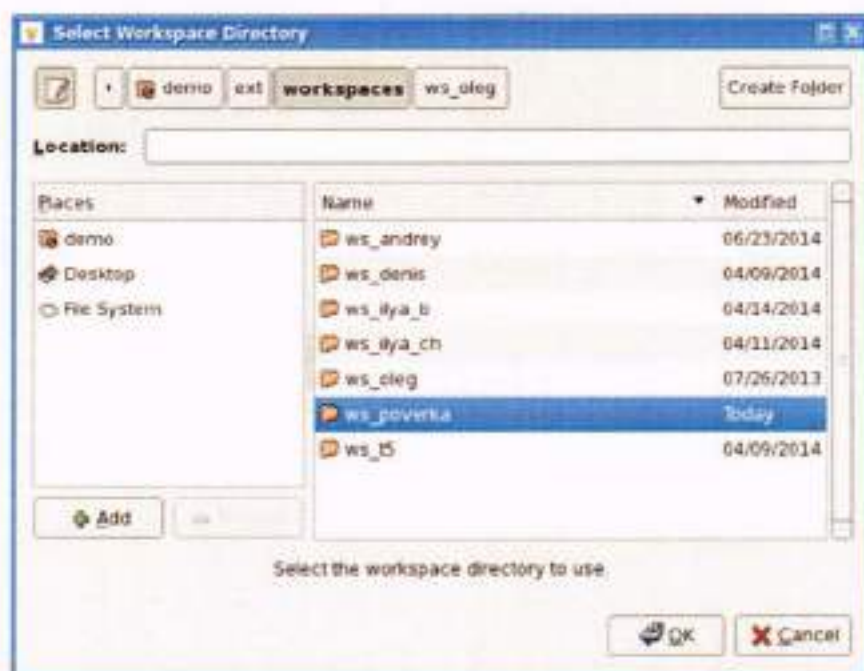 Select Workspace Directory
demo ext workspaces ws_oleg Create Folder
Location:
Places Name Modified
demo ws_andrey 06/23/2014
Desktop ws_denis 04/09/2014
File System ws_ilya_b 04/14/2014
ws_ilya_ch 04/11/2014
ws_oleg 07/26/2013
ws_poverka Today
ws_t5 04/09/2014
Add
Select the workspace directory to use
OK Cancel